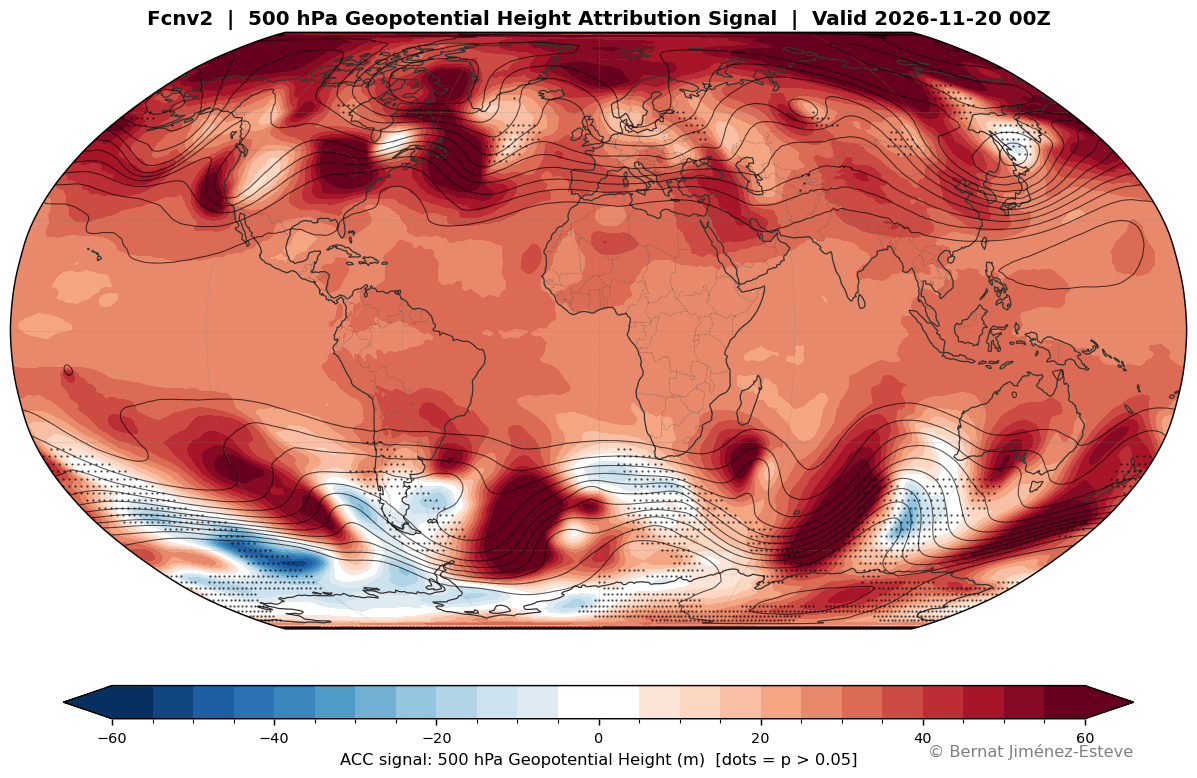 Fcnv2 | 500 hPa Geopotential Height Attribution Signal | Valid 2026-11-20 00Z
−60 −40 −20 0 20 40 60
ACC signal: 500 hPa Geopotential Height (m) [dots = p > 0.05]
© Bernat Jiménez-Esteve